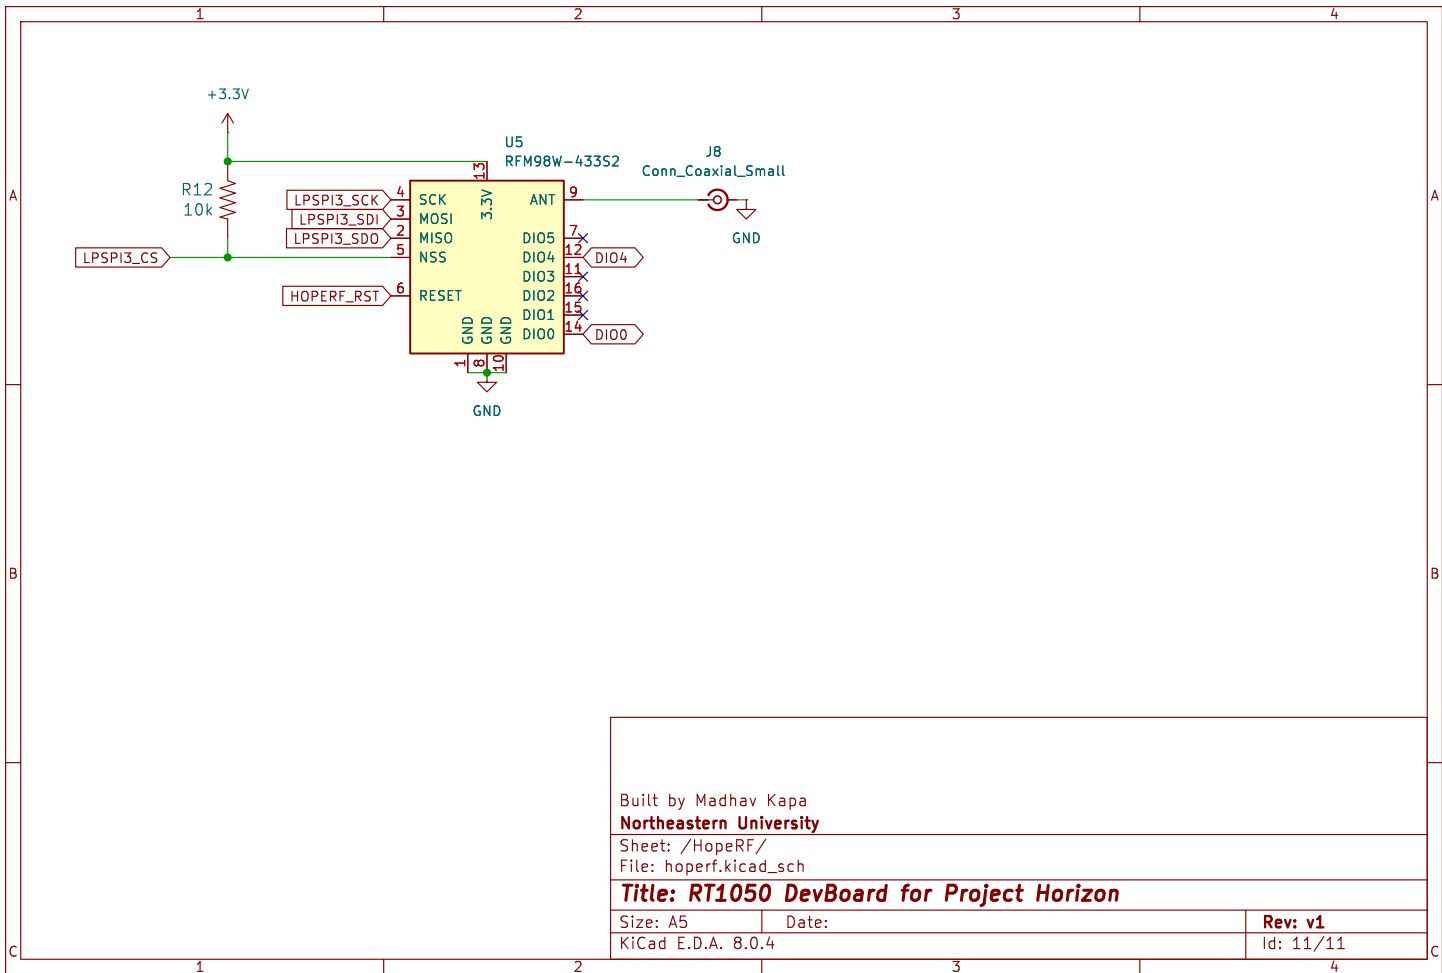 1 2 3 4
+3.3V
U5
RFM98W-433S2
J8
Conn_Coaxial_Small
A
A
R12
10k
13
3.3V
LPSPI3_SCK 4 SCK
LPSPI3_SDI 3 MOSI
LPSPI3_SDO 2 MISO
LPSPI3_CS 5 NSS
HOPERF_RST 6 RESET
ANT 9
GND
DIO5 7
DIO4 12 DIO4
DIO3 11
DIO2 16
DIO1 15
DIO0 14 DIO0
GND GND GND
1 8 10
GND
B
B
Built by Madhav Kapa
Northeastern University
Sheet: /HopeRF/
File: hoperf.kicad_sch
Title: RT1050 DevBoard for Project Horizon
Size: A5 Date: Rev: v1
KiCad E.D.A. 8.0.4 Id: 11/11
C
C
1 2 3 4